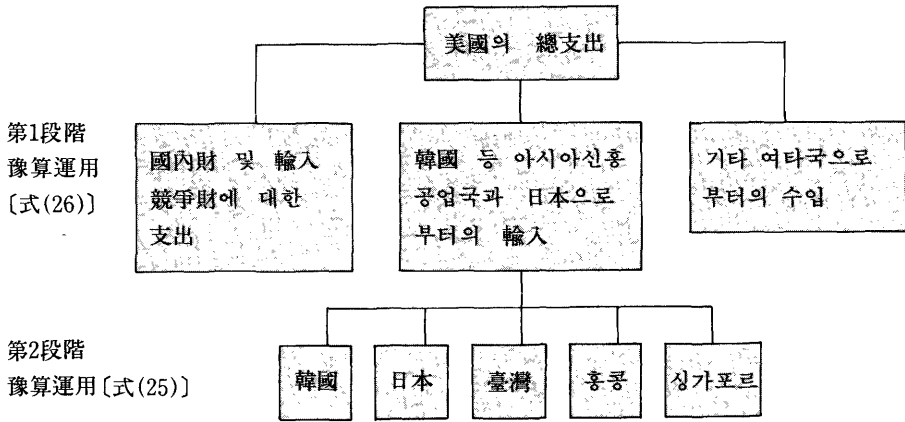 美國의 總支出
第1段階
豫算運用
〔式(26)〕
國內財 및 輸入
競爭財에 대한
支出
韓國 등 아시아신흥
공업국과 日本으로
부터의 輸入
기타 여타국으로
부터의 수입
第2段階
豫算運用〔式(25)〕
韓國
日本
臺灣
홍콩
싱가포르